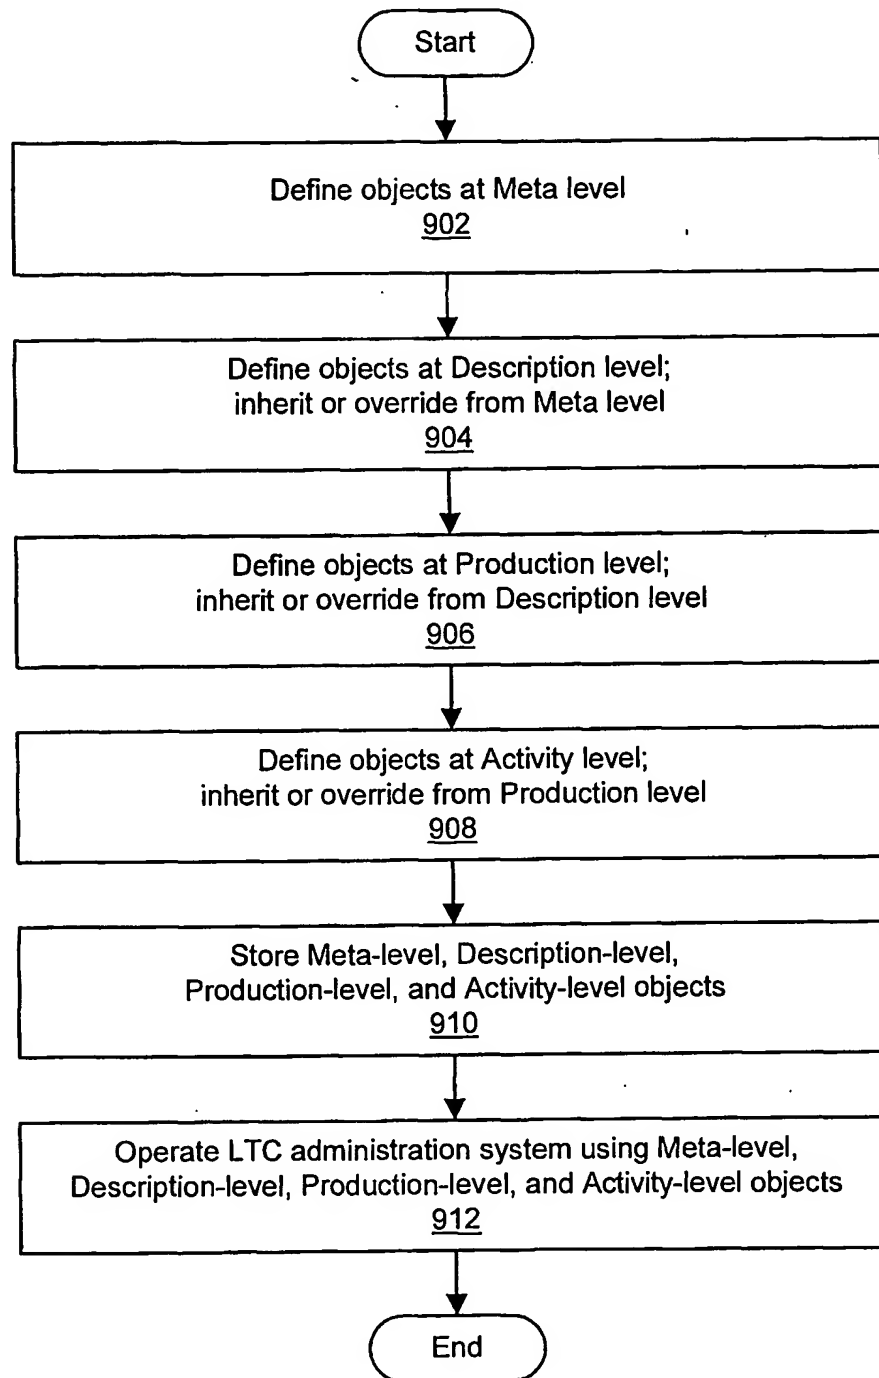 Start
Define objects at Meta level
902
Define objects at Description level;
inherit or override from Meta level
904
Define objects at Production level;
inherit or override from Description level
906
Define objects at Activity level;
inherit or override from Production level
908
Store Meta-level, Description-level,
Production-level, and Activity-level objects
910
Operate LTC administration system using Meta-level,
Description-level, Production-level, and Activity-level objects
912
End